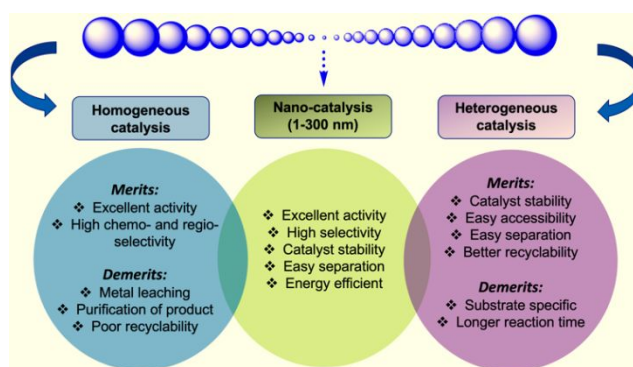 Homogeneous
catalysis
Nano-catalysis
(1-300 nm)
Heterogeneous
catalysis
Merits:
❖ Excellent activity
❖ High chemo- and regio-
selectivity
Demerits:
❖ Metal leaching
❖ Purification of product
❖ Poor recyclability
❖ Excellent activity
❖ High selectivity
❖ Catalyst stability
❖ Easy separation
❖ Energy efficient
Merits:
❖ Catalyst stability
❖ Easy accessibility
❖ Easy separation
❖ Better recyclability
Demerits:
❖ Substrate specific
❖ Longer reaction time